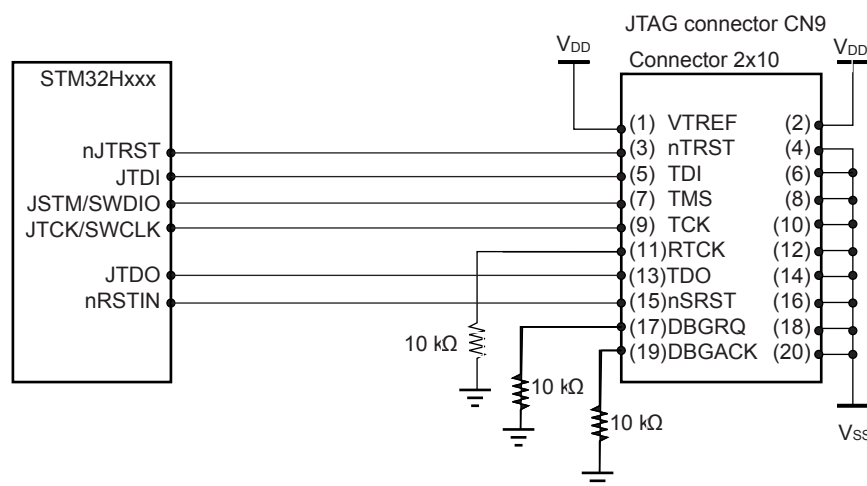 JTAG connector CN9
VDD
VDD
Connector 2x10
STM32Hxxx
(1) VTREF (2)
nJTRST (3) nTRST (4)
JTDI (5) TDI (6)
JSTM/SWDIO (7) TMS (8)
JTCK/SWCLK (9) TCK (10)
(11)RTCK (12)
JTDO (13)TDO (14)
nRSTIN (15)nSRST (16)
(17)DBGRQ (18)
10 kΩ (19)DBGACK (20)
10 kΩ
10 kΩ
VSS